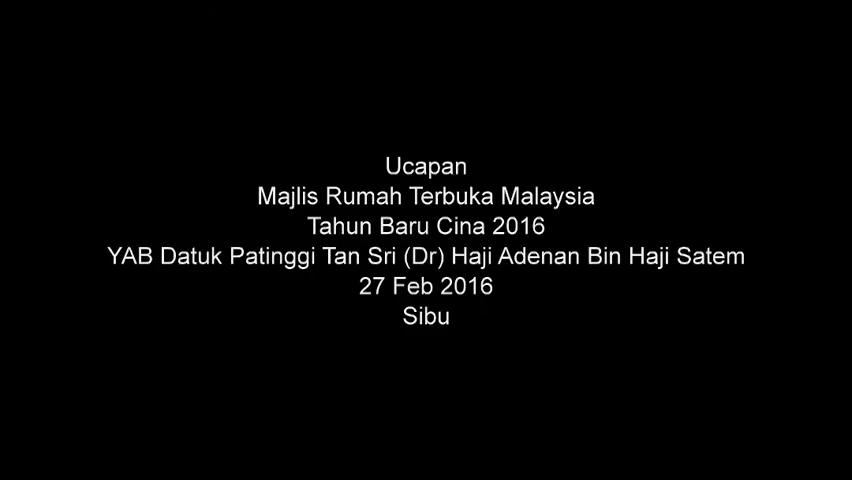 Ucapan
Majlis Rumah Terbuka Malaysia
Tahun Baru Cina 2016
YAB Datuk Patinggi Tan Sri (Dr) Haji Adenan Bin Haji Satem
27 Feb 2016
Sibu